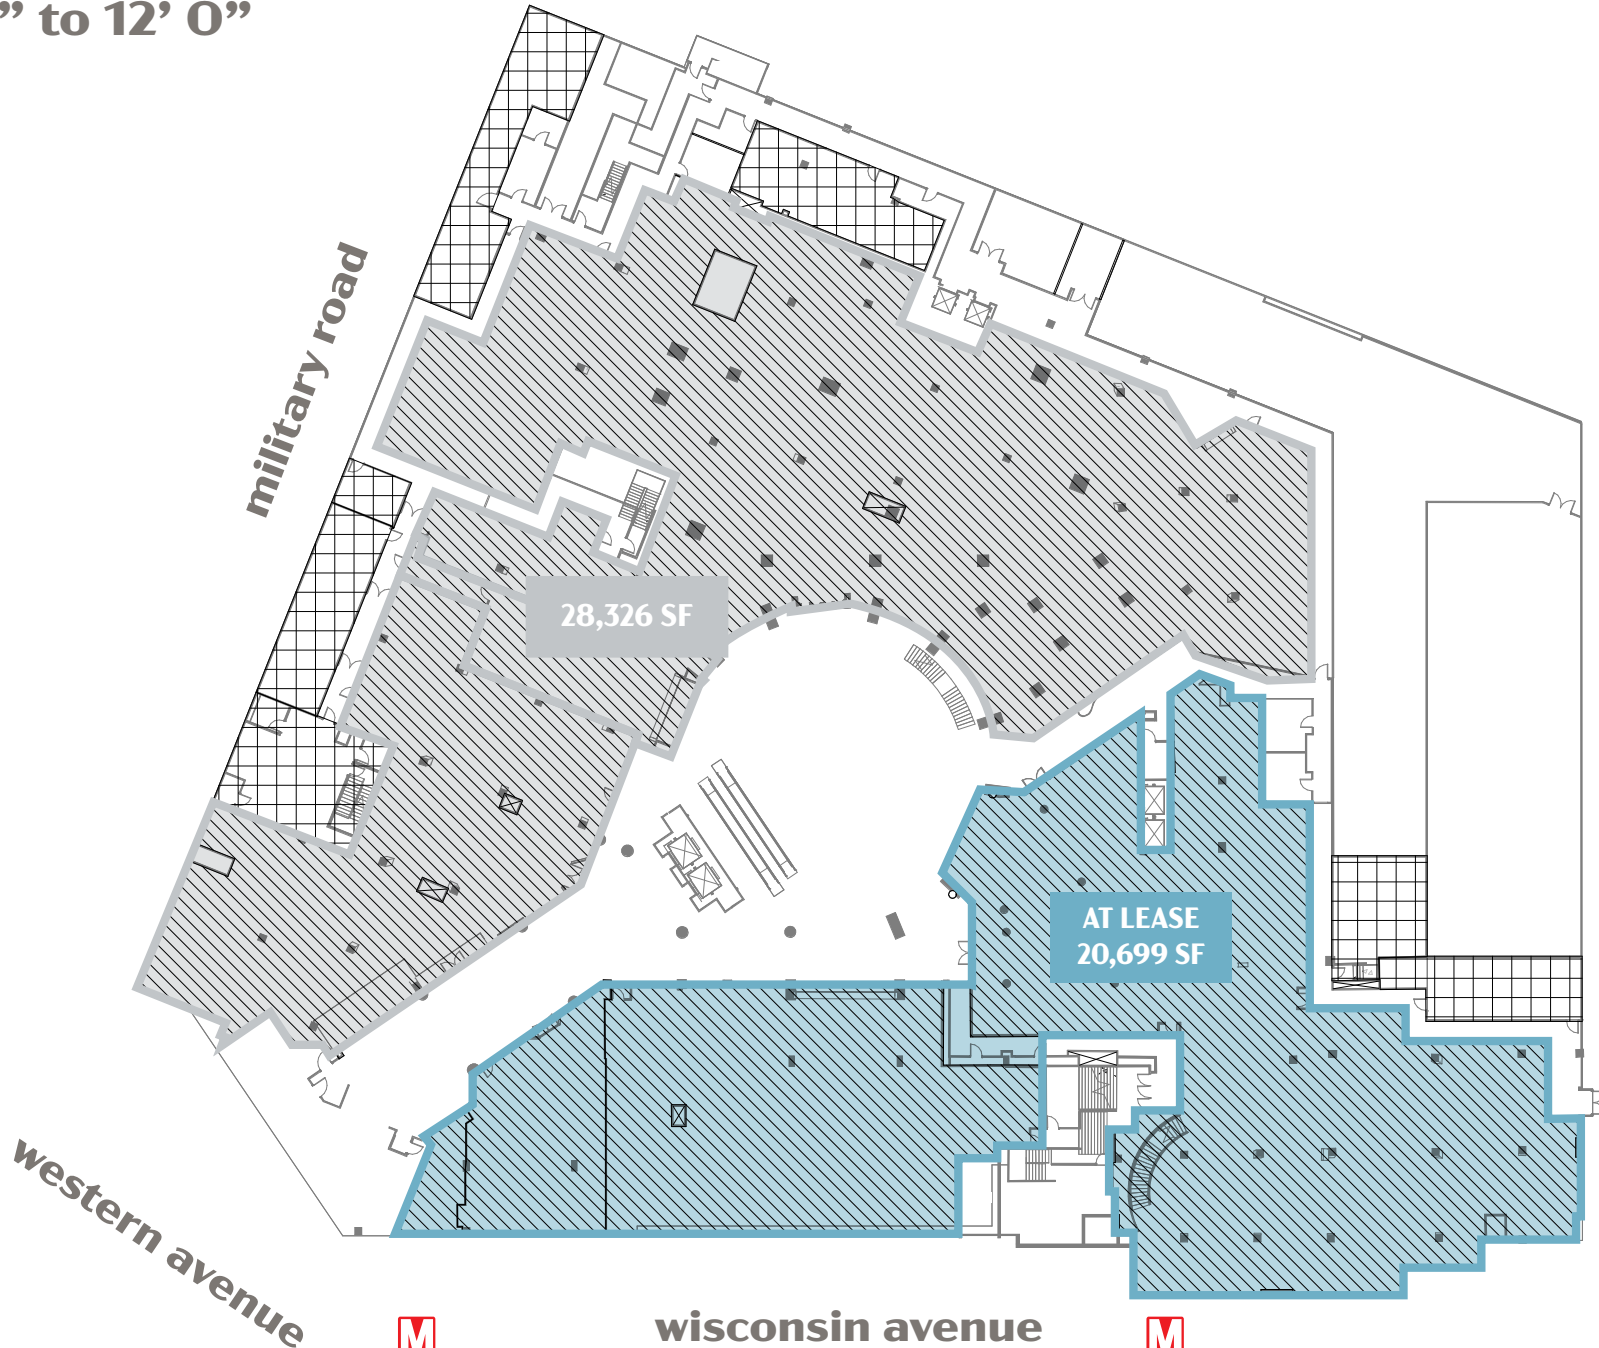 ” to 12’ 0”
military road
28,326 SF
AT LEASE
20,699 SF
western avenue
wisconsin avenue
M
M